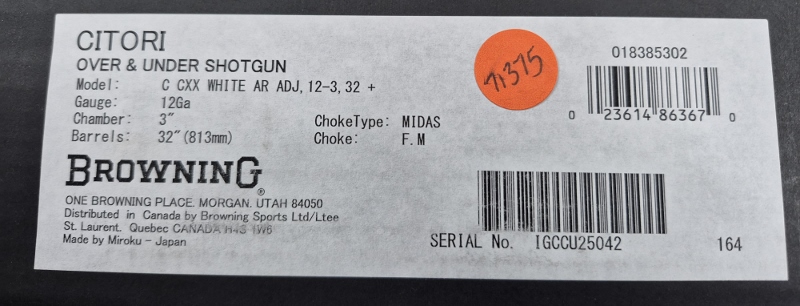 CITORI
OVER & UNDER SHOTGUN
Model: C CXX WHITE AR ADJ, 12-3, 32 +
Gauge: 12Ga
Chamber: 3"
Barrels: 32"(813mm)
ChokeType: MIDAS
Choke: F.M
BROWNING®
ONE BROWNING PLACE. MORGAN. UTAH 84050
Distributed in Canada by Browning Sports Ltd/Ltee
St. Laurent. Quebec CANADA H4S 1W6
Made by Miroku - Japan
7,375
018385302
0 23614 86367 0
SERIAL No. IGCCU25042
164